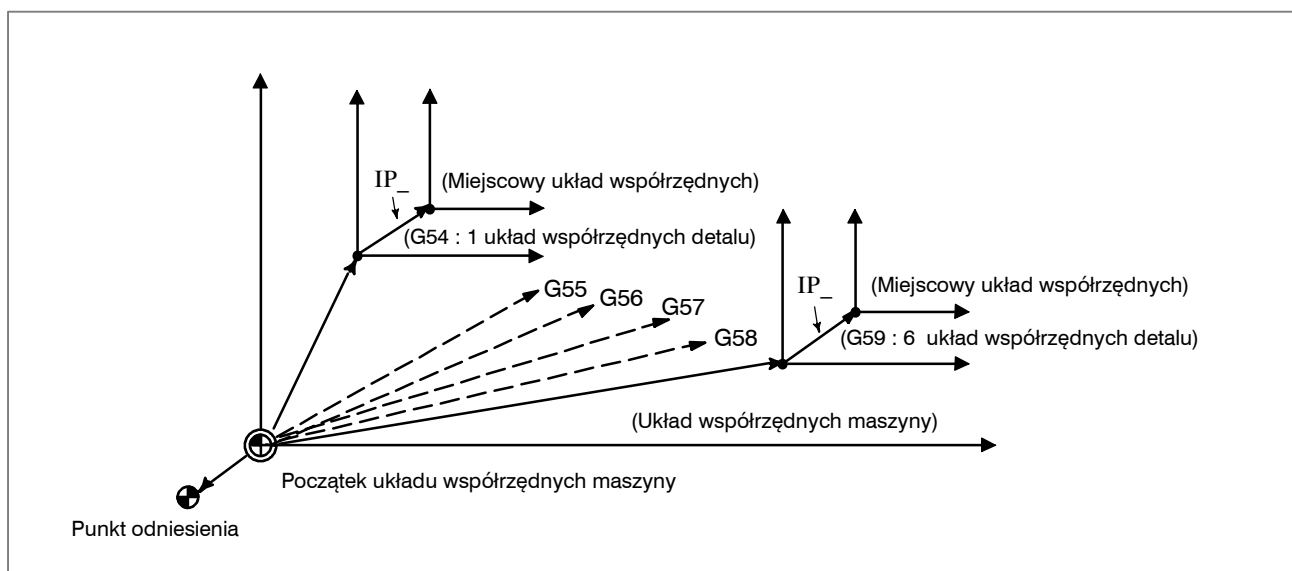 IP_
(Miejscowy układ współrzędnych)
(G54 : 1 układ współrzędnych detalu)
G55
G56
G57
G58
IP_
(Miejscowy układ współrzędnych)
(G59 : 6 układ współrzędnych detalu)
(Układ współrzędnych maszyny)
Początek układu współrzędnych maszyny
Punkt odniesienia